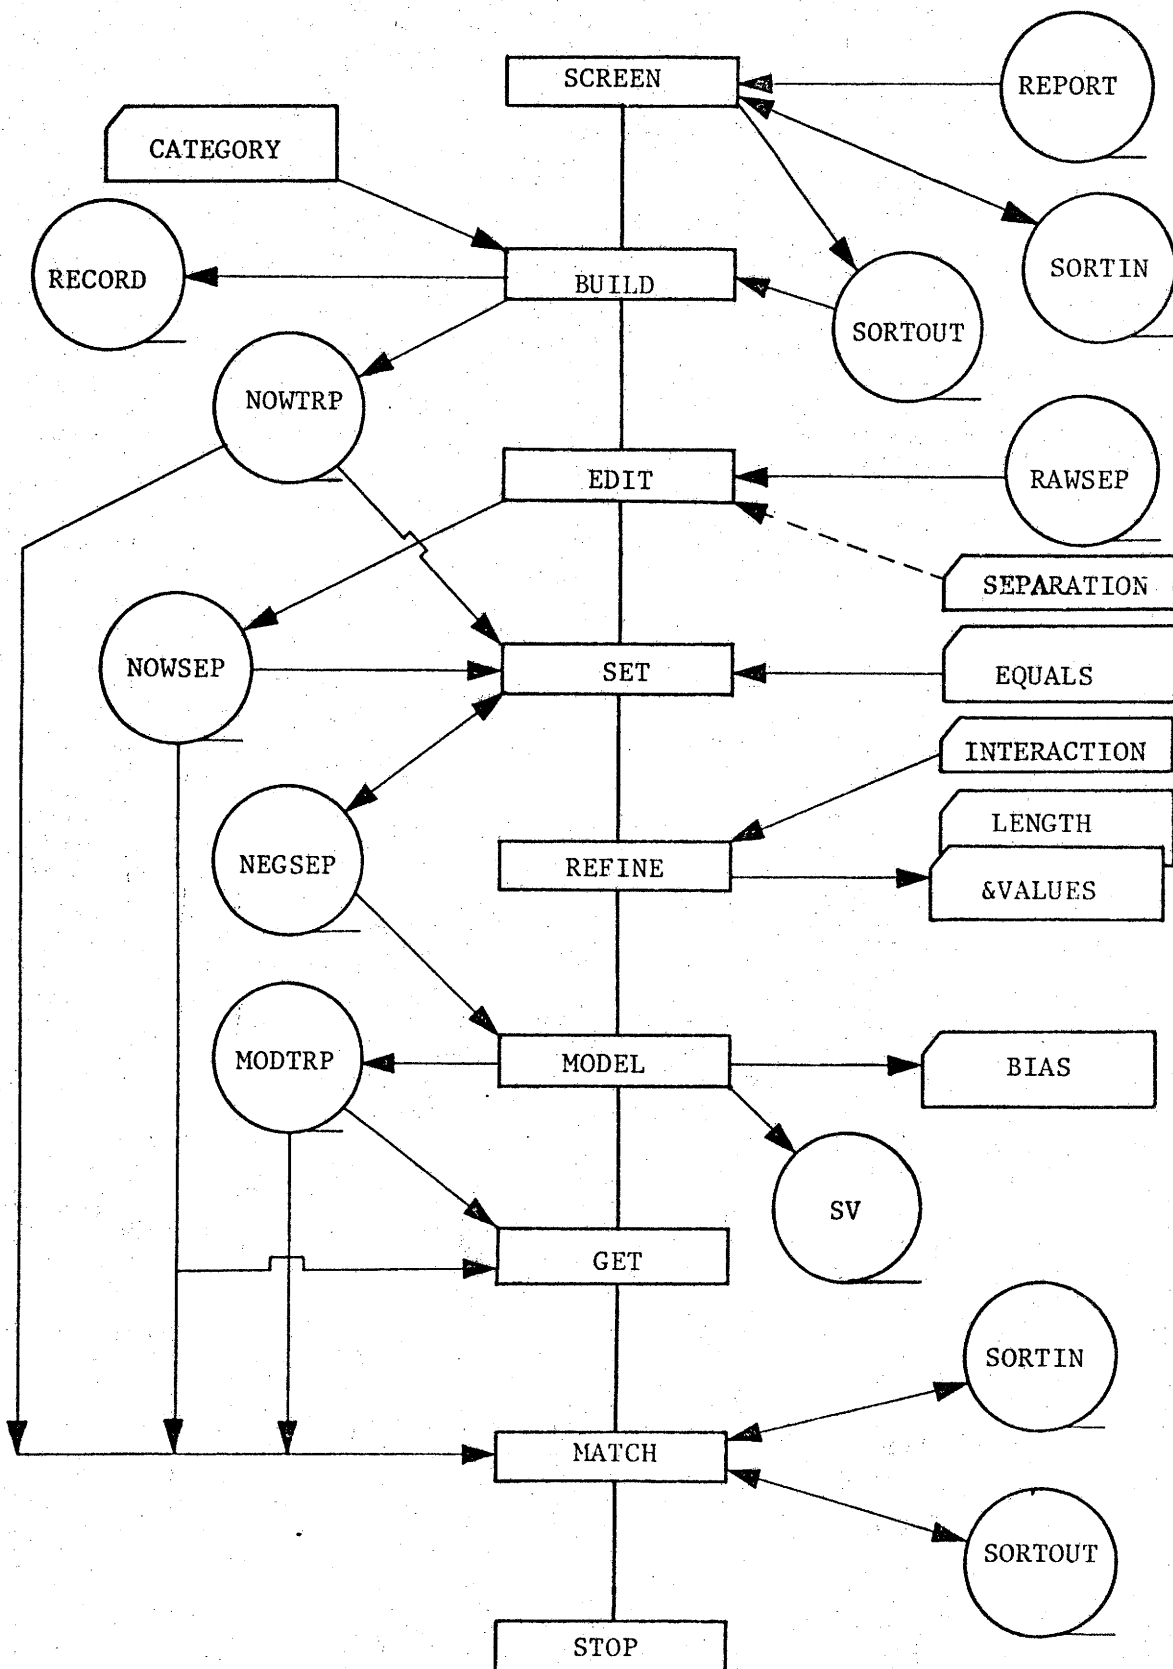 SCREEN
REPORT
CATEGORY
SORTIN
RECORD
BUILD
SORTOUT
NOWTRP
EDIT
RAWSEP
SEPARATION
NOWSEP
SET
EQUALS
INTERACTION
LENGTH
NEGSEP
REFINE
&VALUES
MODTRP
MODEL
BIAS
SV
GET
SORTIN
MATCH
SORTOUT
STOP